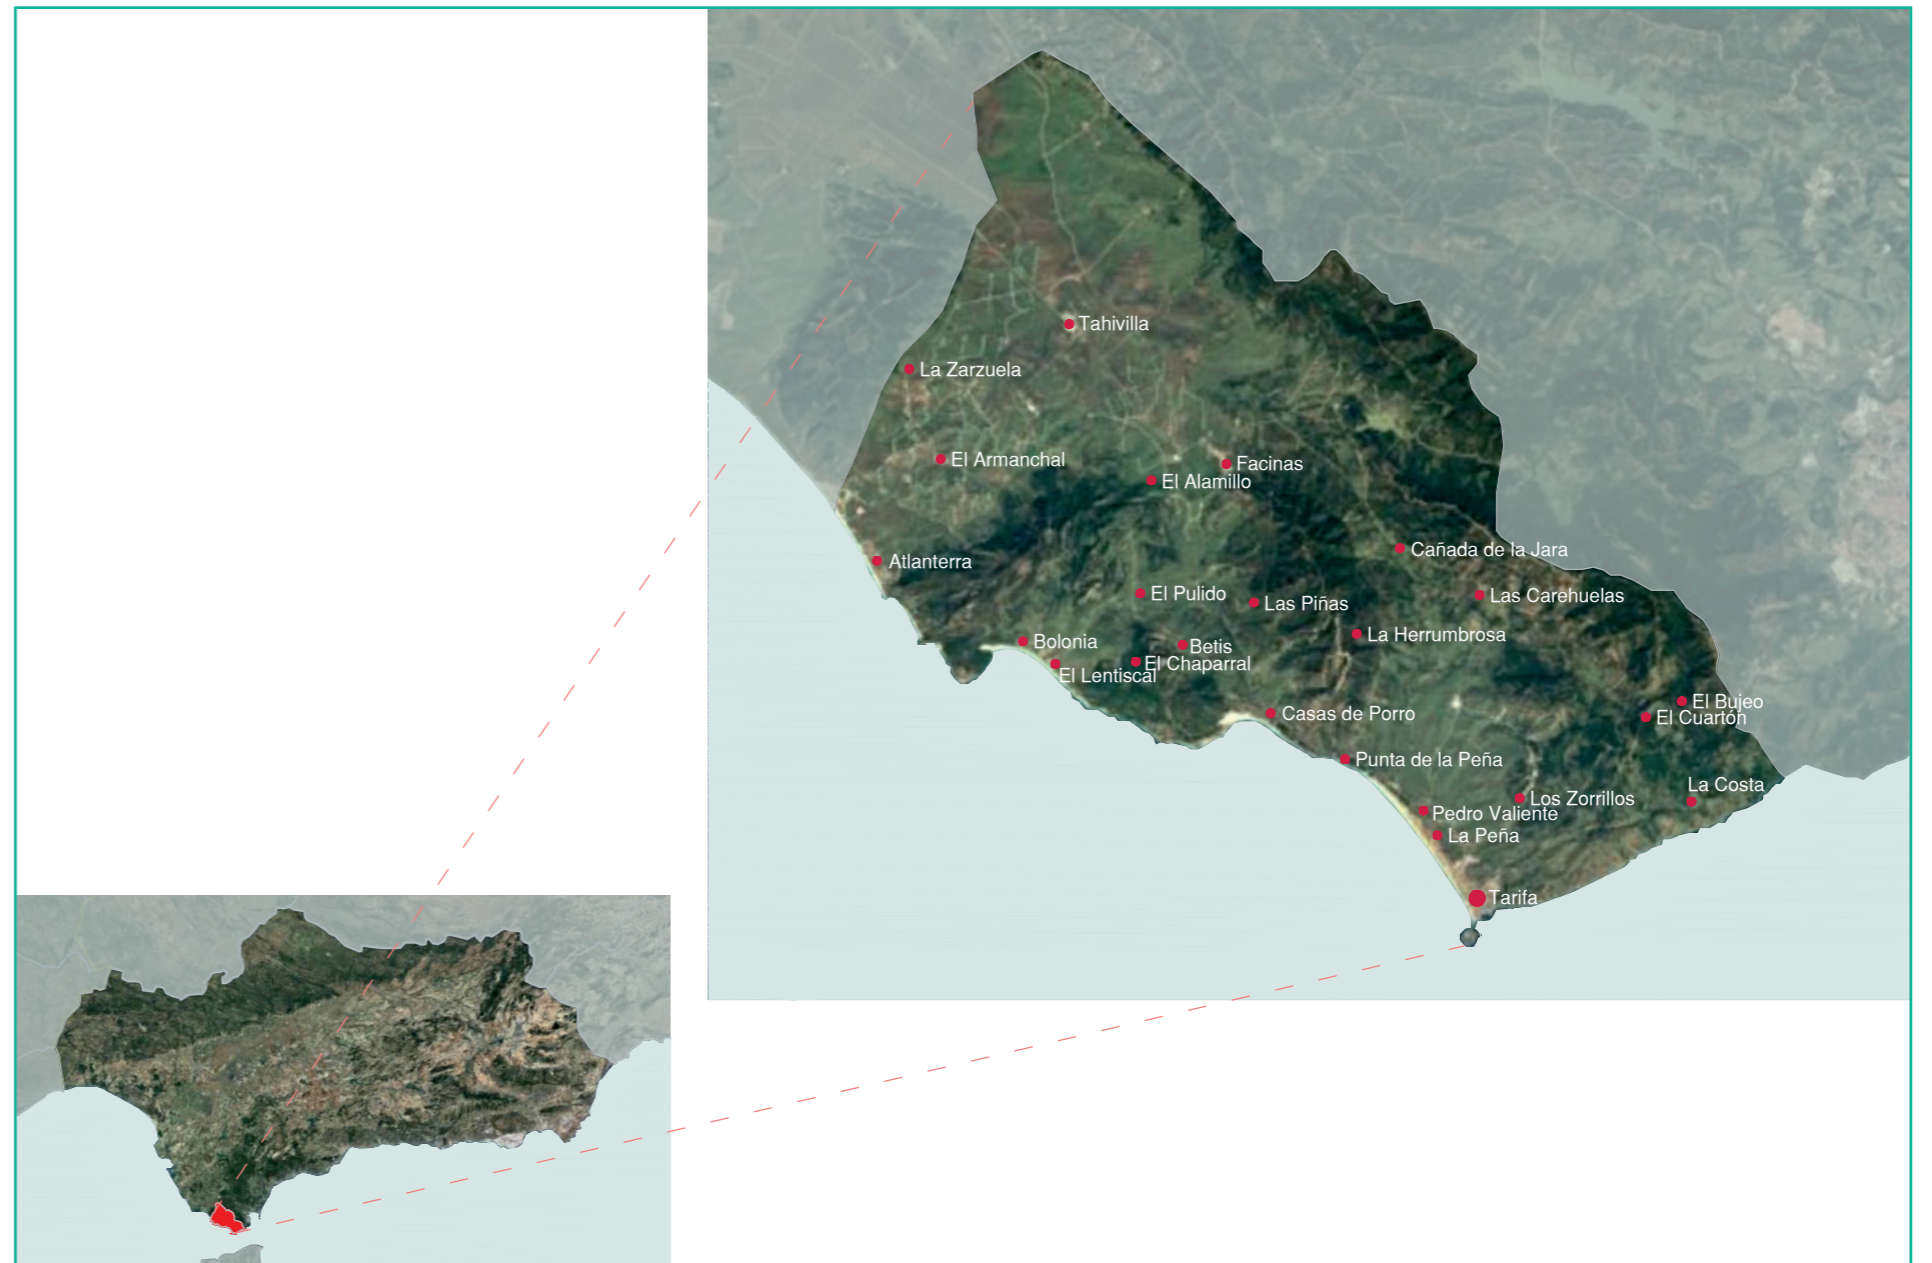 Tahivilla
La Zarzuela
El Armanchal
Facinas
El Alamillo
Cañada de la Jara
Atlanterra
El Pulido
Las Piñas
Las Carehuelas
La Herrumbrosa
Bolonia
Betis
El Chaparral
El Lentiscal
El Bujeo
Casas de Porro
El Cuartón
Punta de la Peña
La Costa
Los Zorrillos
Pedro Valiente
La Peña
Tarifa